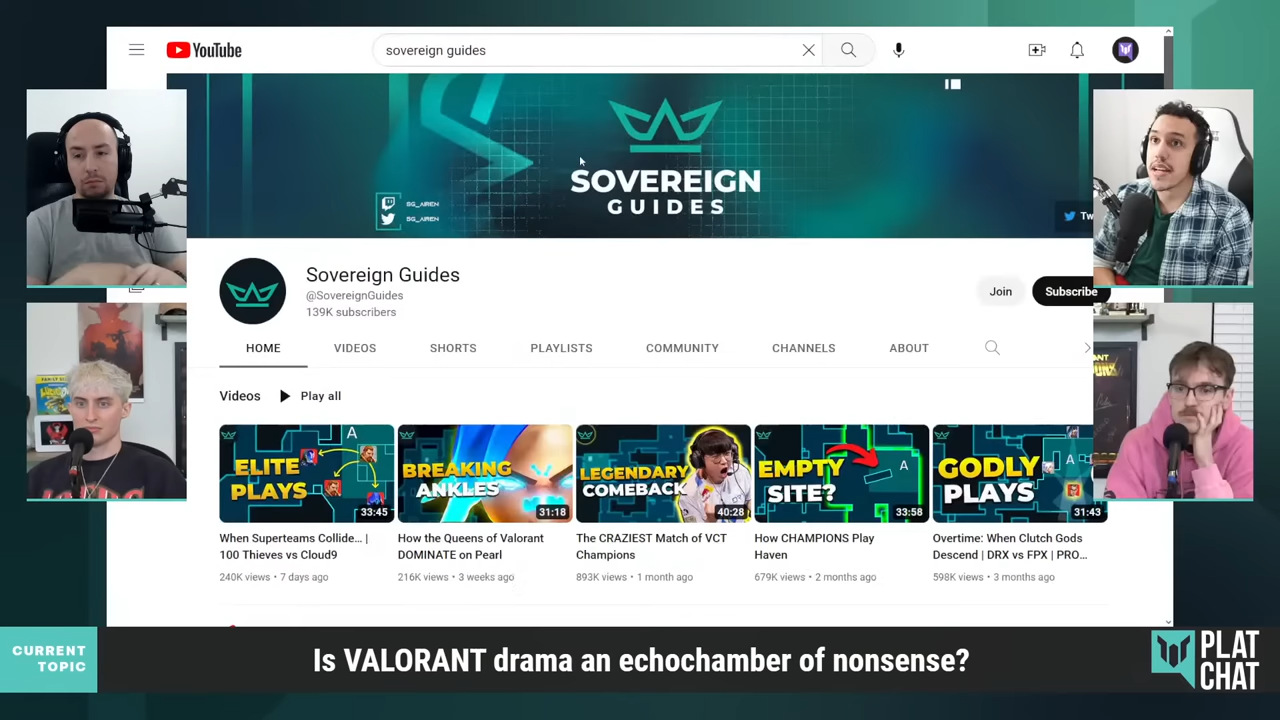 YouTube
sovereign guides
SOVEREIGN
GUIDES
SG_AIREN
SG_AIREN
Tw
Sovereign Guides
@SovereignGuides
139K subscribers
Join
Subscribe
HOME
VIDEOS
SHORTS
PLAYLISTS
COMMUNITY
CHANNELS
ABOUT
Videos
Play all
ELITE
PLAYS
A
33:45
BREAKING
ANKLES
31:18
LEGENDARY
COMEBACK
40:28
EMPTY
SITE?
A
33:58
GODLY
PLAYS
A
31:43
When Superteams Collide... |
100 Thieves vs Cloud9
240K views • 7 days ago
How the Queens of Valorant
DOMINATE on Pearl
216K views • 3 weeks ago
The CRAZIEST Match of VCT
Champions
893K views • 1 month ago
How CHAMPIONS Play
Haven
679K views • 2 months ago
Overtime: When Clutch Gods
Descend | DRX vs FPX | PRO...
598K views • 3 months ago
CURRENT
TOPIC
Is VALORANT drama an echochamber of nonsense?
PLAT
CHAT